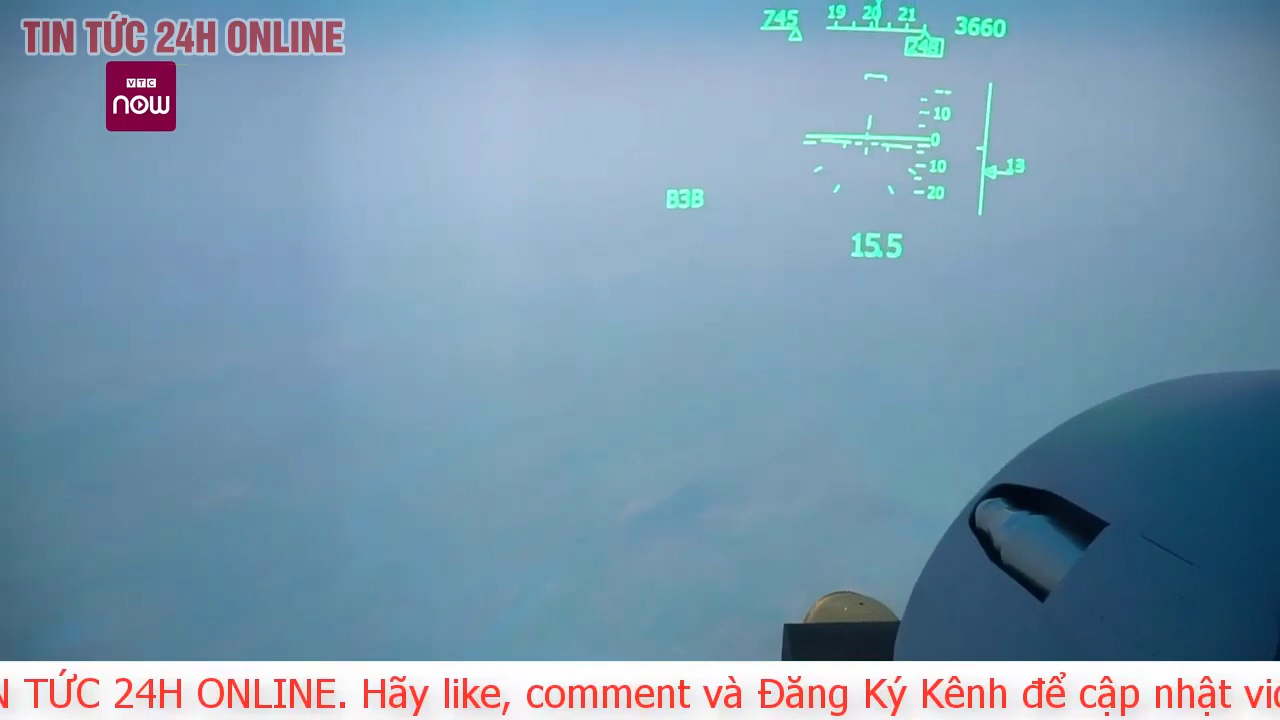 TIN TỨC 24H ONLINE
VTC
now
745 19 20 21 3660
248
10
0
10 13
20
B3B
15.5
N TỨC 24H ONLINE. Hãy like, comment và Đăng Ký Kênh để cập nhật vid